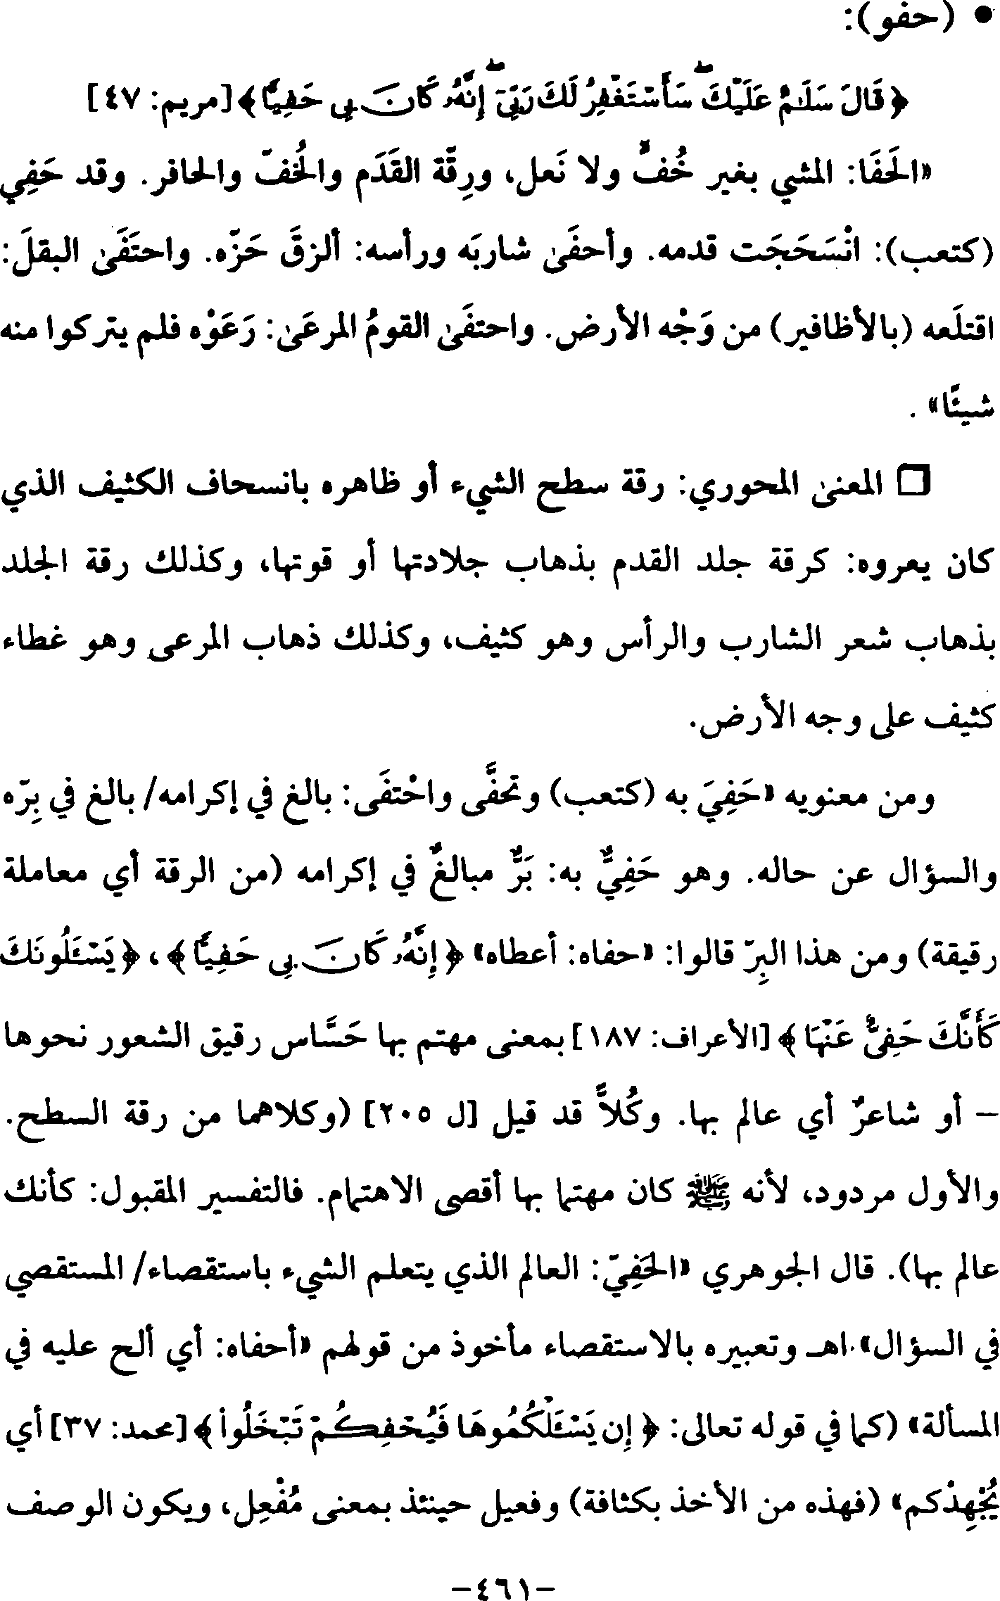 • (حفو):
﴿ قَالَ سَلَـٰمٌ عَلَيْكَ ۖ سَأَسْتَغْفِرُ لَكَ رَبِّىٓ ۖ إِنَّهُۥ كَانَ بِى حَفِيًّا ﴾ [مريم: ٤٧]
«الحَفَا: المشي بغير خُفٍّ ولا نَعل، ورِقّة القَدَم والخُفّ والحافر. وقد حَفِي
(كتعب): انْسَحَجَت قدمه. وأحفَىٰ شاربَه ورأسه: ألزقَ حَزّه. واحتَفَىٰ البقلَ:
اقتلَعه (بالأظافير) من وَجْه الأرض. واحتفَىٰ القومُ المرعَىٰ: رَعَوْه فلم يتركوا منه
شيئًا» .
❑ المعنىٰ المحوري: رقة سطح الشيء أو ظاهره بانسحاف الكثيف الذي
كان يعروه: كرقة جلد القدم بذهاب جلادتها أو قوتها، وكذلك رقة الجلد
بذهاب شعر الشارب والرأس وهو كثيف، وكذلك ذهاب المرعى وهو غطاء
كثيف على وجه الأرض.
ومن معنويه «حَفِيَ به (كتعب) وتحفَّى واحْتفَى: بالغ في إكرامه/ بالغ في بِرّه
والسؤال عن حاله. وهو حَفِيٌّ به: بَرٌّ مبالغٌ في إكرامه (من الرقة أي معاملة
رقيقة) ومن هذا البِرّ قالوا: «حفاه: أعطاه» ﴿ إِنَّهُۥ كَانَ بِى حَفِيًّا ﴾، ﴿ يَسْـَٔلُونَكَ
كَأَنَّكَ حَفِىٌّ عَنْهَا ﴾ [الأعراف: ١٨٧] بمعنى مهتم بها حَسَّاس رقيق الشعور نحوها
– أو شاعرٌ أي عالم بها. وكُلاًّ قد قيل [ل ٢٠٥] (وكلاهما من رقة السطح.
والأول مردود، لأنه ﷺ كان مهتما بها أقصى الاهتمام. فالتفسير المقبول: كأنك
عالم بها). قال الجوهري «الحَفِيّ: العالم الذي يتعلم الشيء باستقصاء/ المستقصي
في السؤال» اهـ وتعبيره بالاستقصاء مأخوذ من قولهم «أحفاه: أي ألح عليه في
المسألة» (كما في قوله تعالى: ﴿ إِن يَسْـَٔلْكُمُوهَا فَيُحْفِكُمْ تَبْخَلُوا۟ ﴾ [محمد: ٣٧] أي
يُجْهِدْكم» (فهذه من الأخذ بكثافة) وفعيل حينئذ بمعنى مُفْعِل، ويكون الوصف
–٤٦١–